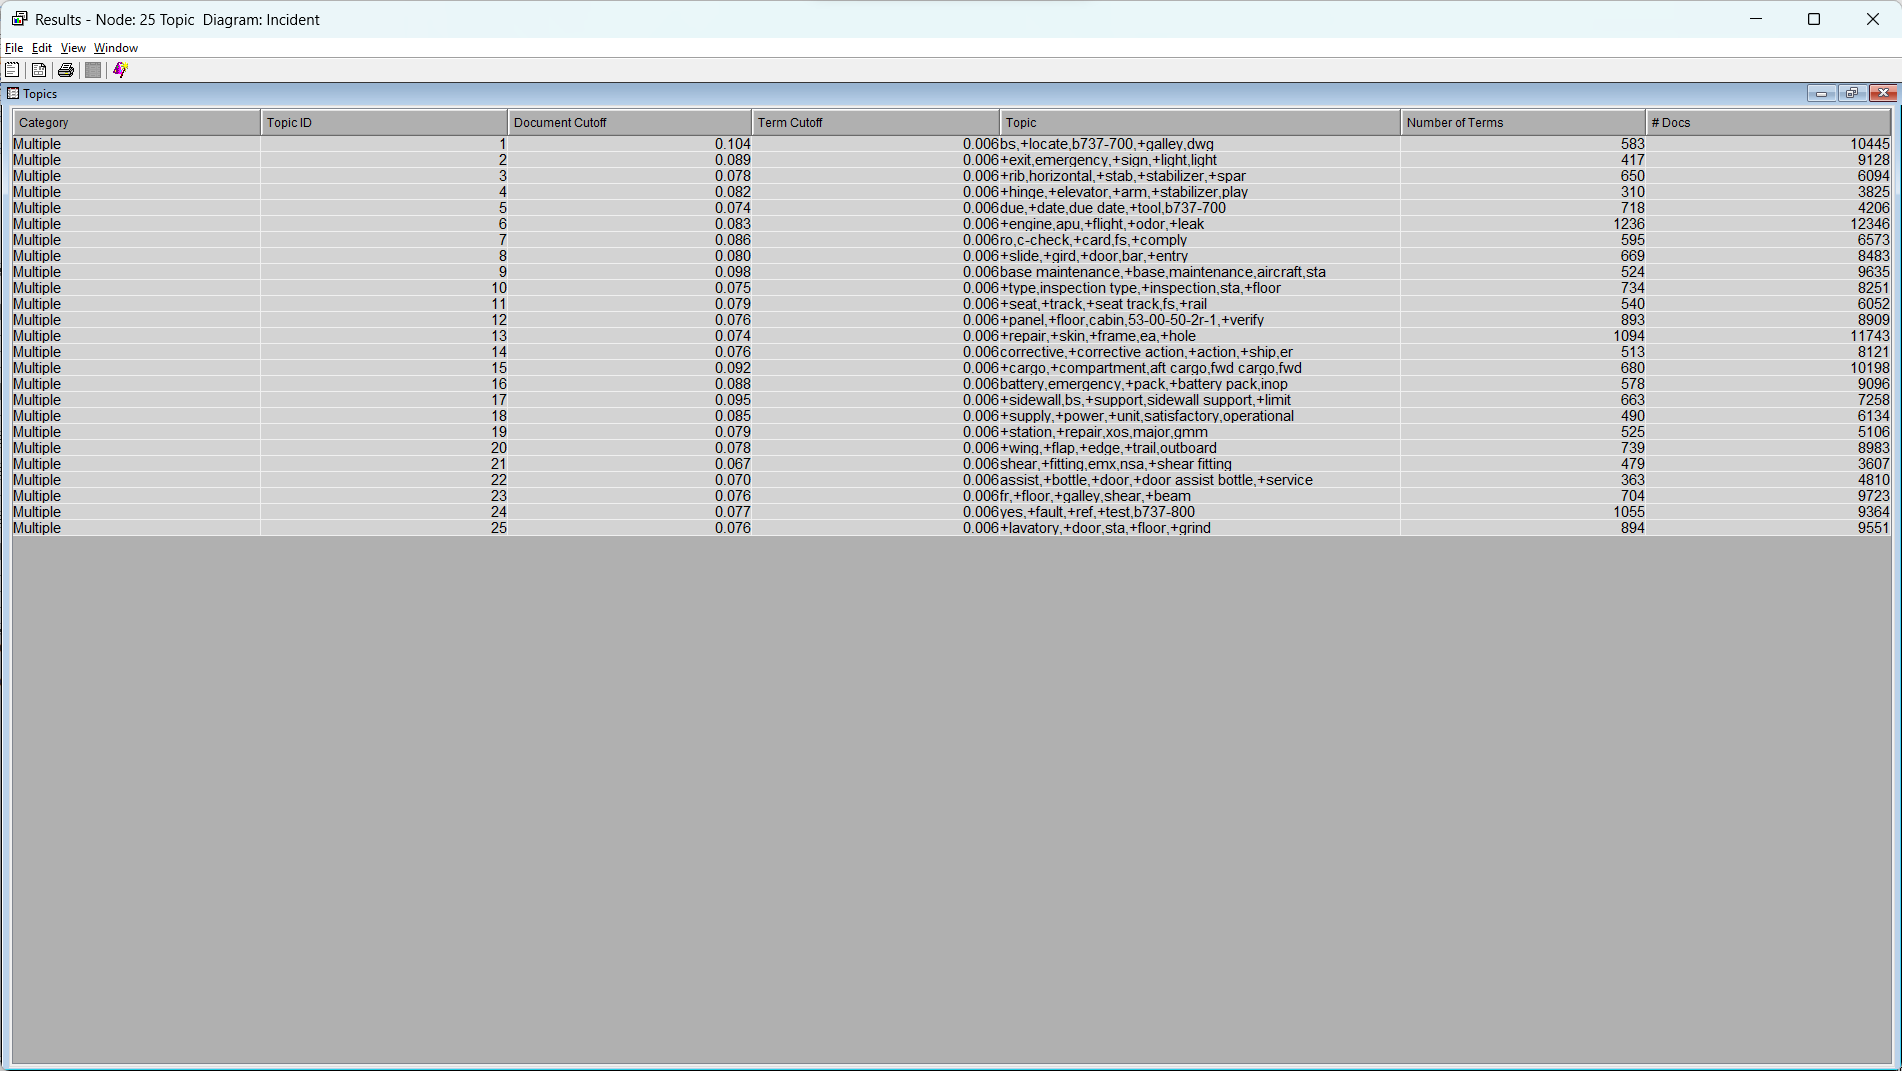 Results - Node: 25 Topic  Diagram: Incident
File Edit View Window
Topics
Category Topic ID Document Cutoff Term Cutoff Topic Number of Terms # Docs
Multiple 1 0.104 0.006 bs,+locate,b737-700,+galley,dwg 583 10445
Multiple 2 0.089 0.006 +exit,emergency,+sign,+light,light 417 9128
Multiple 3 0.078 0.006 +rib,horizontal,+stab,+stabilizer,+spar 650 6094
Multiple 4 0.082 0.006 +hinge,+elevator,+arm,+stabilizer,play 310 3825
Multiple 5 0.074 0.006 due,+date,due date,+tool,b737-700 718 4206
Multiple 6 0.083 0.006 +engine,apu,+flight,+odor,+leak 1236 12346
Multiple 7 0.086 0.006 ro,c-check,+card,fs,+comply 595 6573
Multiple 8 0.080 0.006 +slide,+gird,+door,bar,+entry 669 8483
Multiple 9 0.098 0.006 base maintenance,+base,maintenance,aircraft,sta 524 9635
Multiple 10 0.075 0.006 +type,inspection type,+inspection,sta,+floor 734 8251
Multiple 11 0.079 0.006 +seat,+track,+seat track,fs,+rail 540 6052
Multiple 12 0.076 0.006 +panel,+floor,cabin,53-00-50-2r-1,+verify 893 8909
Multiple 13 0.074 0.006 +repair,+skin,+frame,ea,+hole 1094 11743
Multiple 14 0.076 0.006 corrective,+corrective action,+action,+ship,er 513 8121
Multiple 15 0.092 0.006 +cargo,+compartment,aft cargo,fwd cargo,fwd 680 10198
Multiple 16 0.088 0.006 battery,emergency,+pack,+battery pack,inop 578 9096
Multiple 17 0.095 0.006 +sidewall,bs,+support,sidewall support,+limit 663 7258
Multiple 18 0.085 0.006 +supply,+power,+unit,satisfactory,operational 490 6134
Multiple 19 0.079 0.006 +station,+repair,xos,major,gmm 525 5106
Multiple 20 0.078 0.006 +wing,+flap,+edge,+trail,outboard 739 8983
Multiple 21 0.067 0.006 shear,+fitting,emx,nsa,+shear fitting 479 3607
Multiple 22 0.070 0.006 assist,+bottle,+door,+door assist bottle,+service 363 4810
Multiple 23 0.076 0.006 fr,+floor,+galley,shear,+beam 704 9723
Multiple 24 0.077 0.006 yes,+fault,+ref,+test,b737-800 1055 9364
Multiple 25 0.076 0.006 +lavatory,+door,sta,+floor,+grind 894 9551